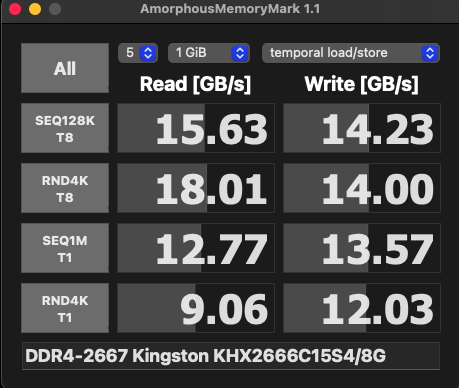 AmorphousMemoryMark 1.1
All
5
1 GiB
temporal load/store
Read [GB/s]
Write [GB/s]
SEQ128K
T8
15.63
14.23
RND4K
T8
18.01
14.00
SEQ1M
T1
12.77
13.57
RND4K
T1
9.06
12.03
DDR4-2667 Kingston KHX2666C15S4/8G